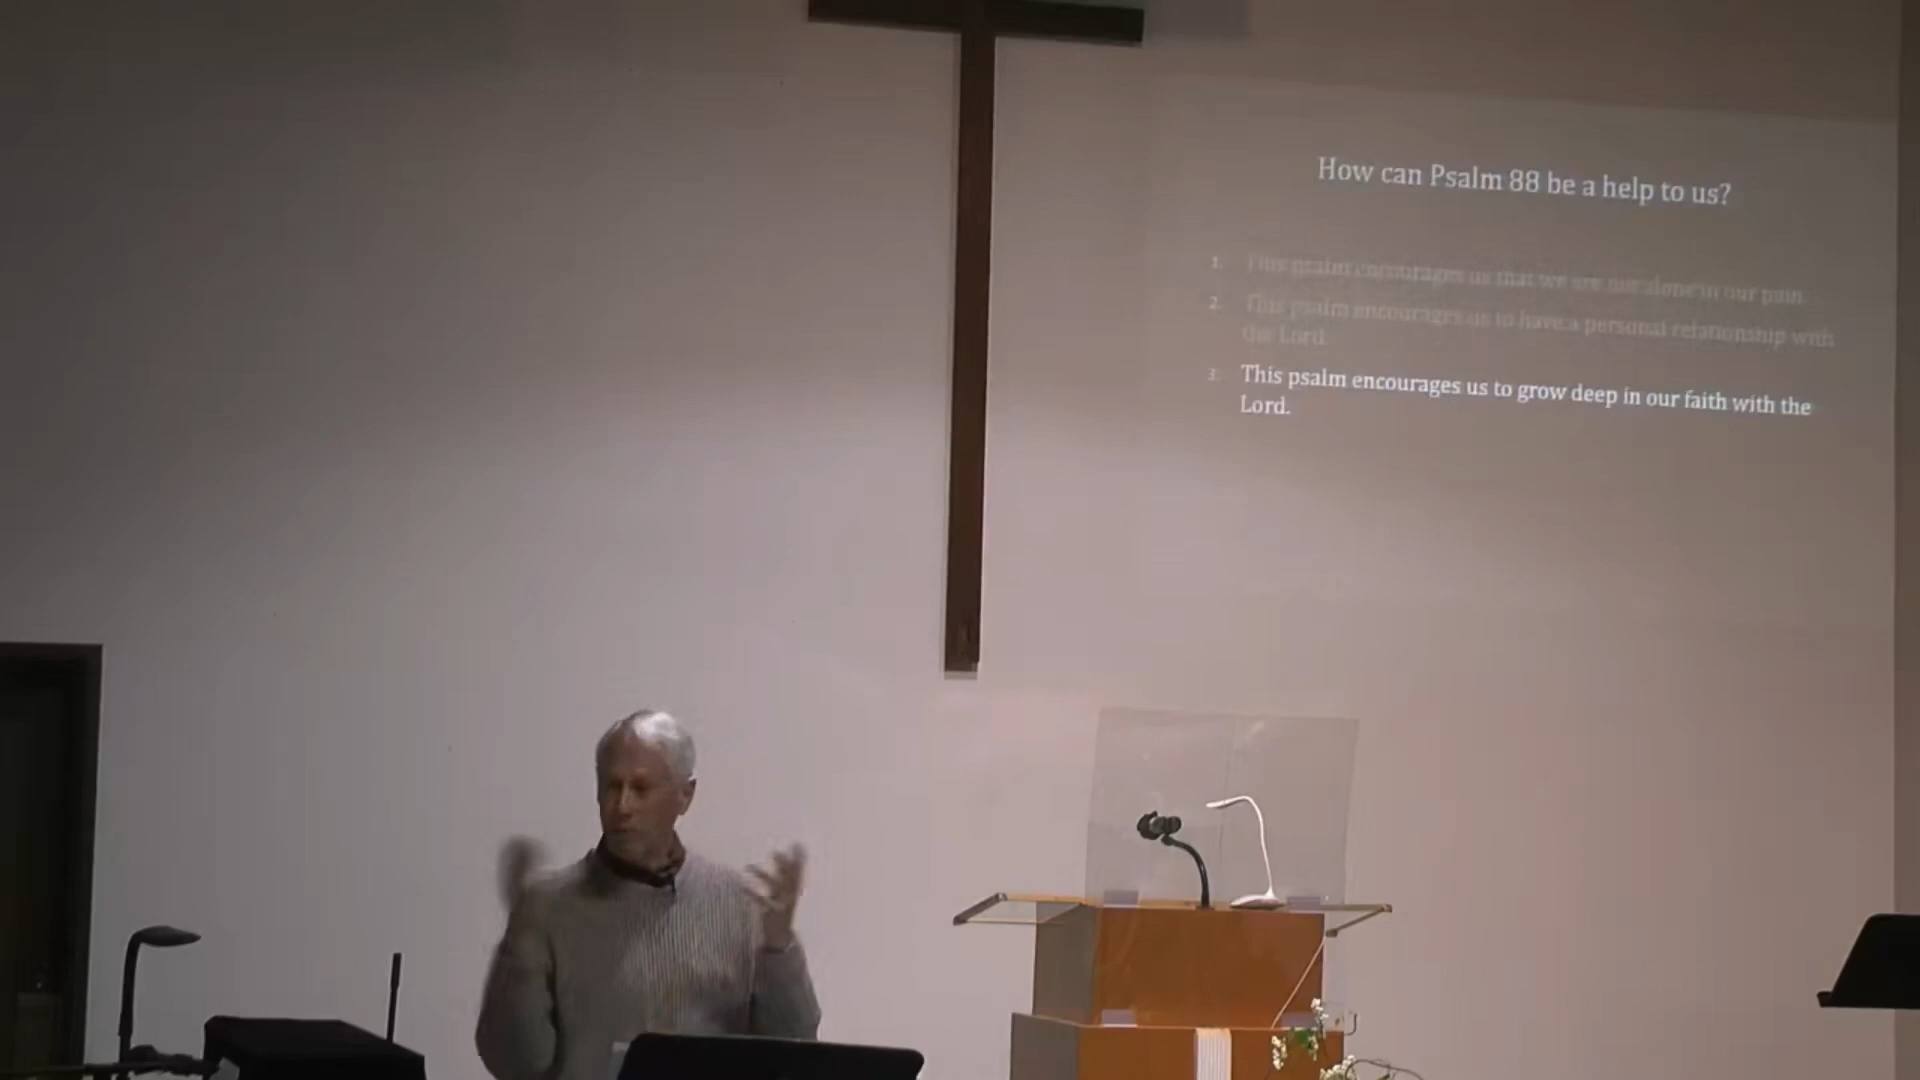 How can Psalm 88 be a help to us?
1. This psalm encourages us that we are not alone in our pain.
2. This psalm encourages us to have a personal relationship with
the Lord.
3. This psalm encourages us to grow deep in our faith with the
Lord.